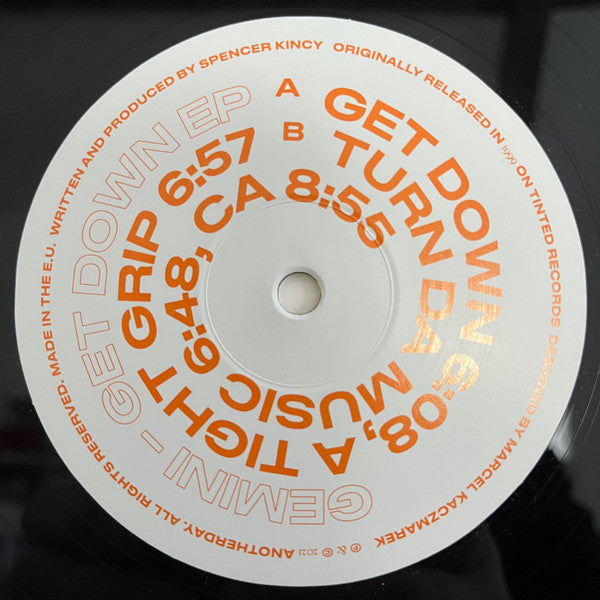 WRITTEN AND PRODUCED BY SPENCER KINCY ORIGINALLY RELEASED IN 1999 ON TINTED RECORDS DESIGNED BY MARCEL KACZMAREK ℗ & © 2021 ANOTHERDAY. ALL RIGHTS RESERVED. MADE IN THE E.U.
GEMINI – GET DOWN EP
A GET DOWN 6:08, A TIGHT GRIP 6:57
B TURN DA MUSIC 6:48, CA 8:55